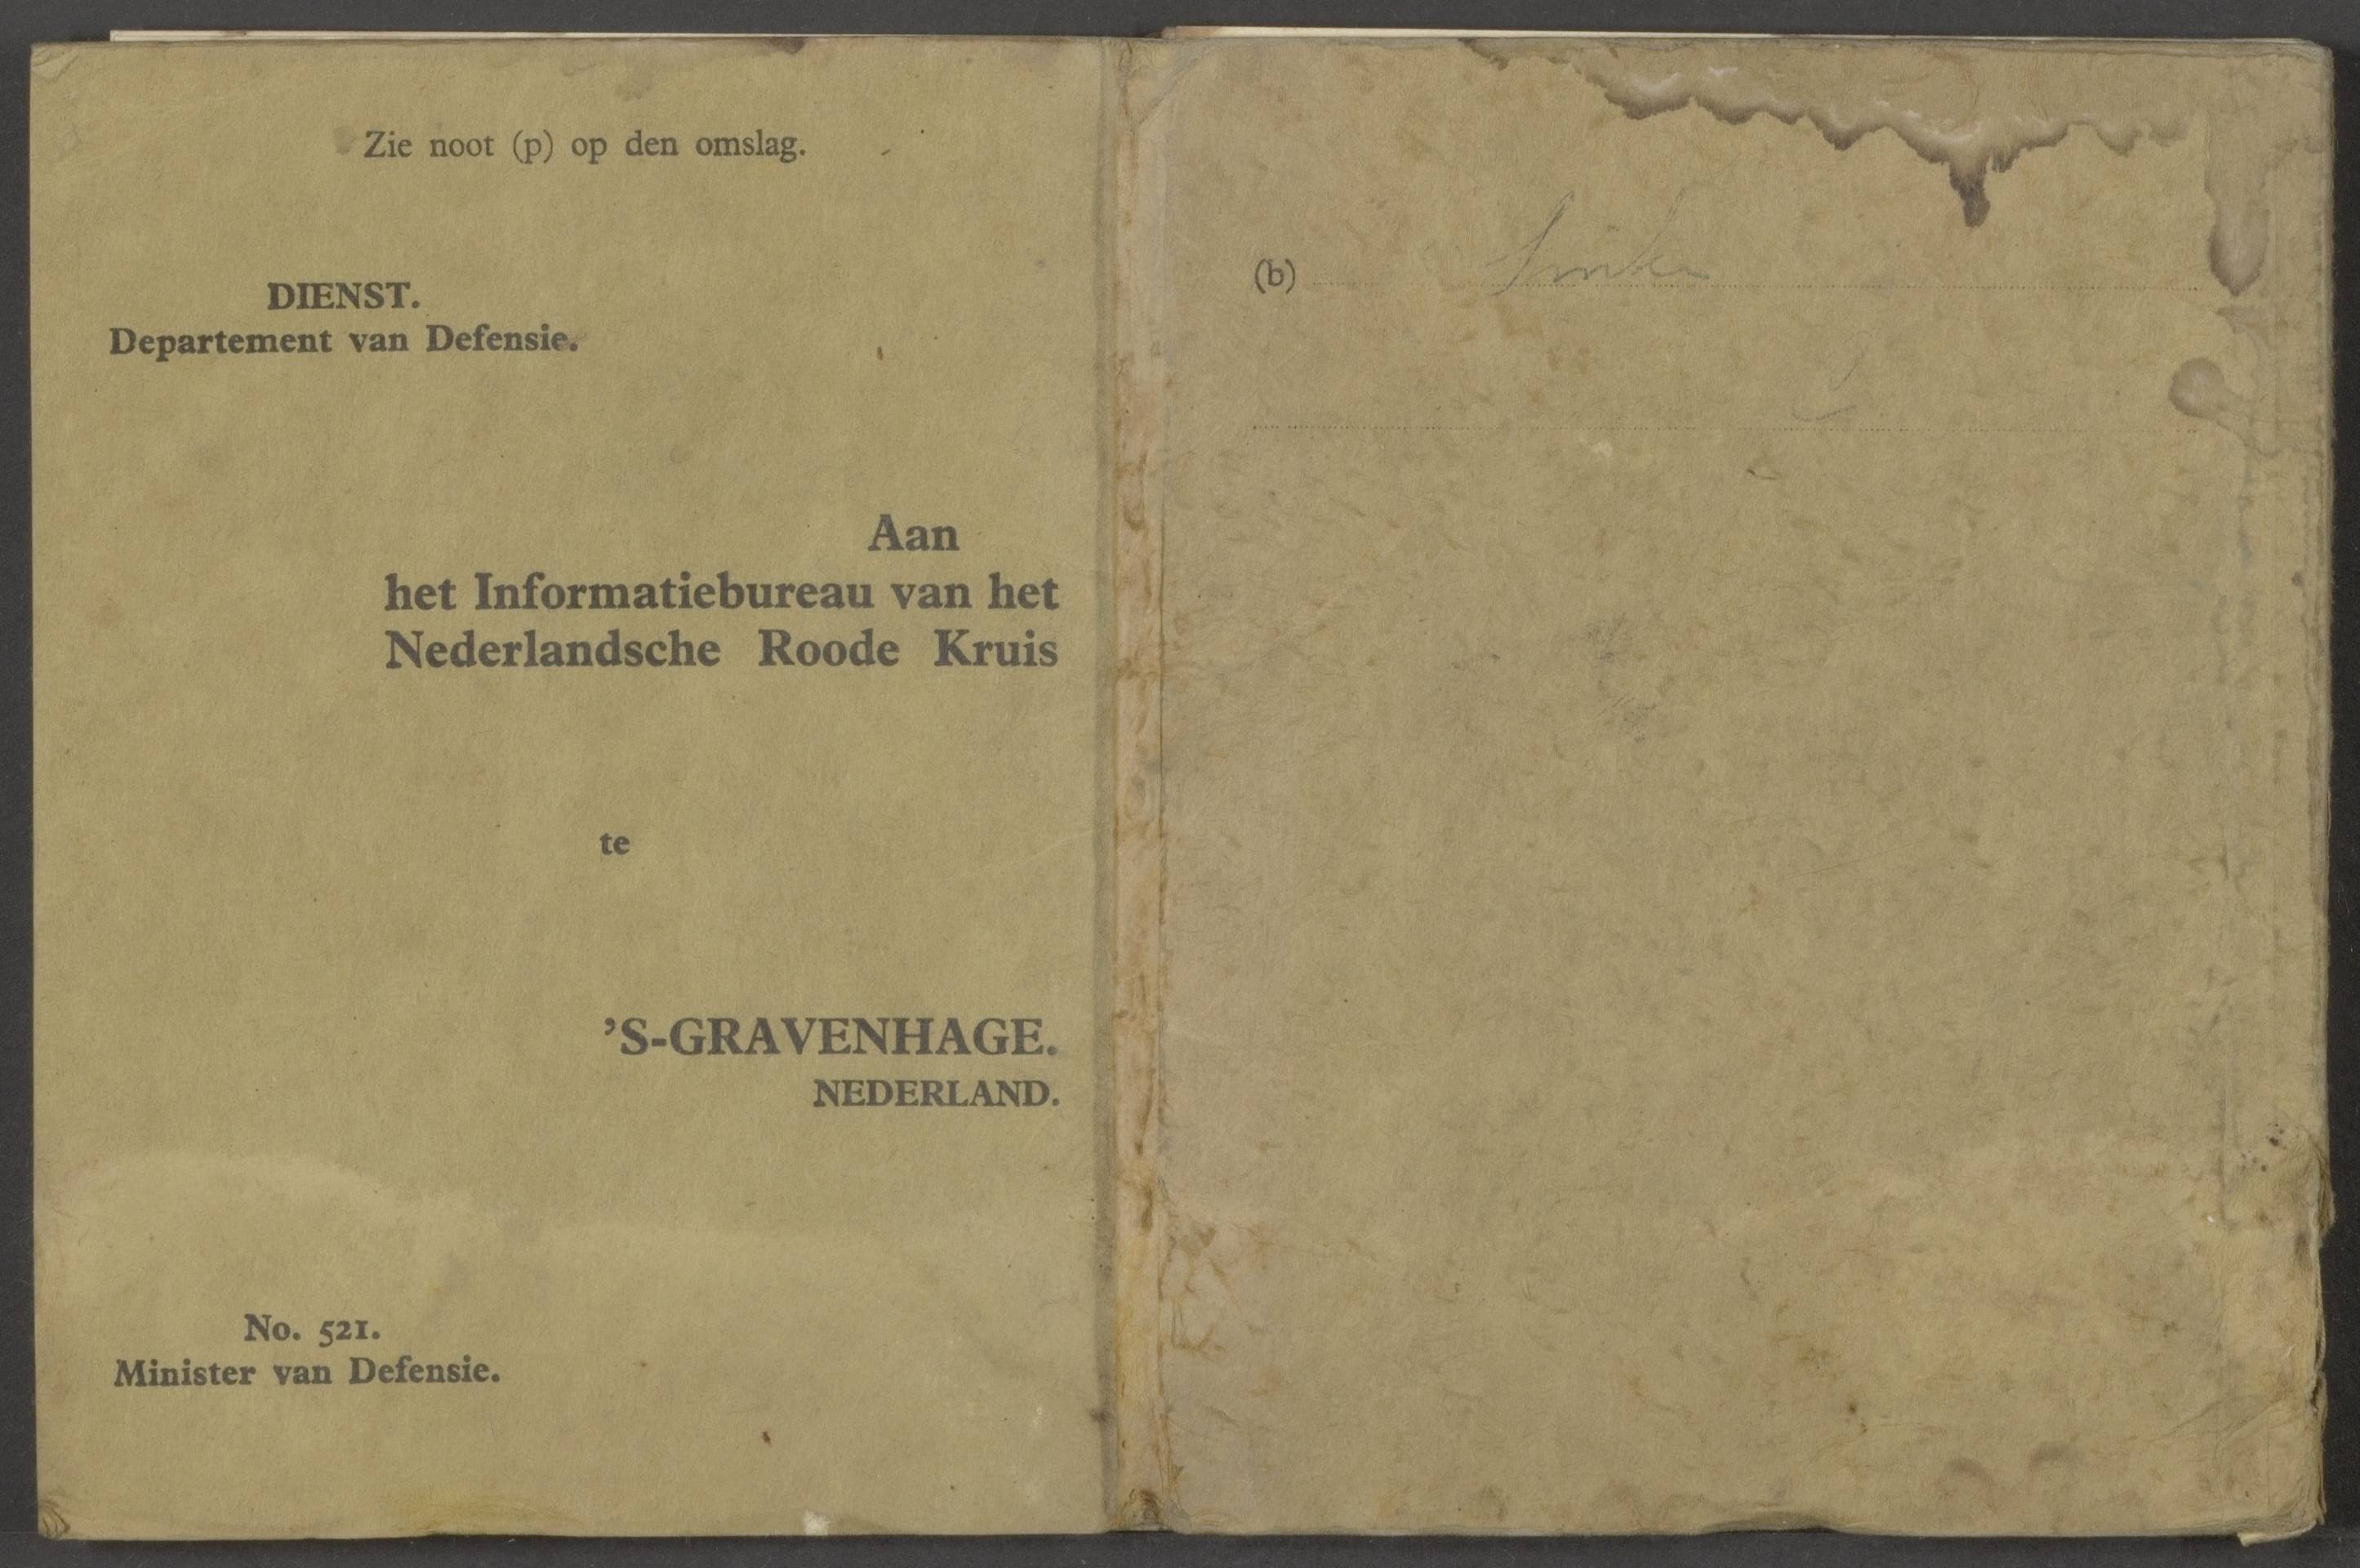 Zie noot (p) op den omslag.
DIENST.
Departement van Defensie.
Aan
het Informatiebureau van het
Nederlandsche Roode Kruis
te
'S-GRAVENHAGE.
NEDERLAND.
No. 521.
Minister van Defensie.
(b)